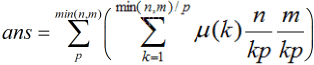 ans = \sum_{p}^{min(n,m)} \left( \sum_{k=1}^{min(n,m)/p} \mu(k) \frac{n}{kp} \frac{m}{kp} \right)